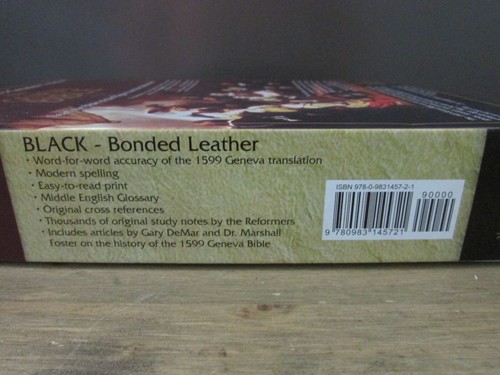 BLACK - Bonded Leather
· Word-for-word accuracy of the 1599 Geneva translation
· Modern spelling
· Easy-to-read print
· Middle English Glossary
· Original cross references
· Thousands of original study notes by the Reformers
· Includes articles by Gary DeMar and Dr. Marshall
Foster on the history of the 1599 Geneva Bible
ISBN 978-0-9831457-2-1
90000
9 780983 145721